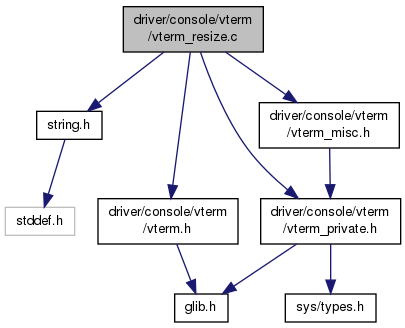 driver/console/vterm
/vterm_resize.c
string.h
driver/console/vterm
/vterm_misc.h
stddef.h
driver/console/vterm
/vterm.h
driver/console/vterm
/vterm_private.h
glib.h
sys/types.h